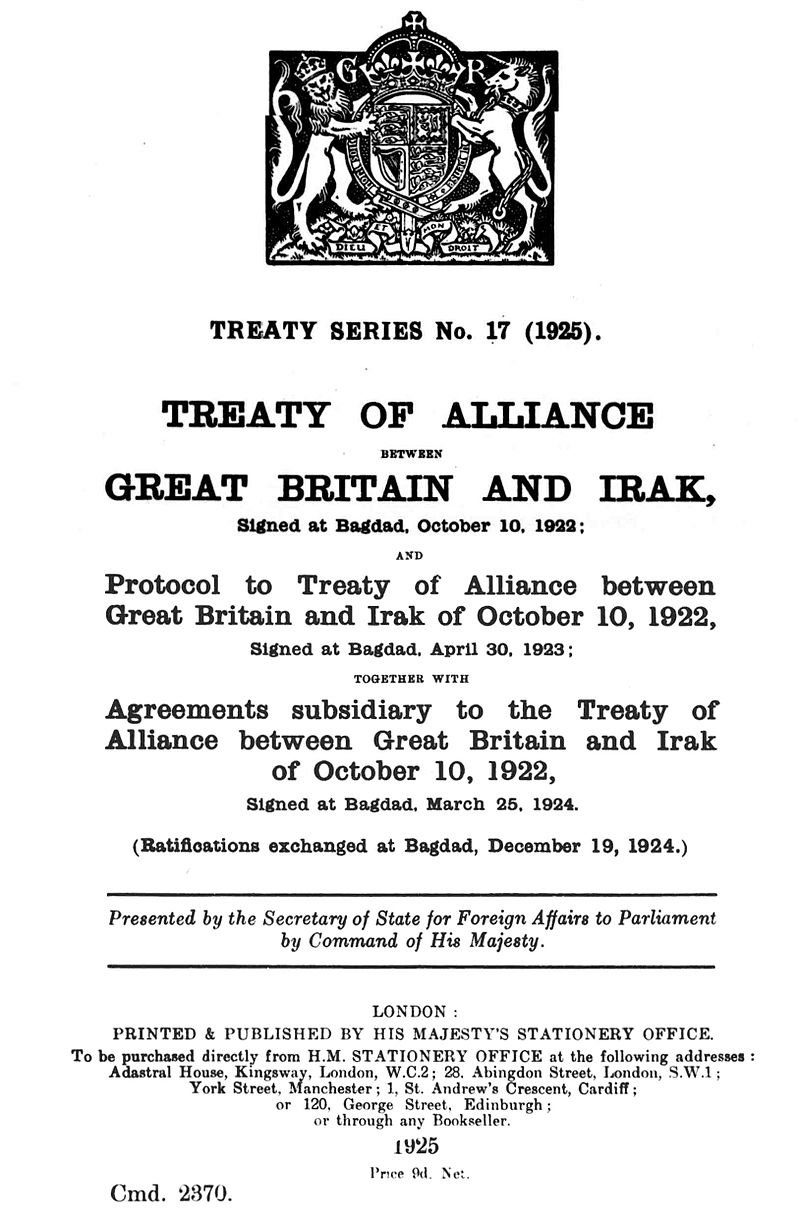 G R
DIEU ET MON DROIT
TREATY SERIES No. 17 (1925).
TREATY OF ALLIANCE
BETWEEN
GREAT BRITAIN AND IRAK,
Signed at Bagdad, October 10, 1922;
AND
Protocol to Treaty of Alliance between
Great Britain and Irak of October 10, 1922,
Signed at Bagdad, April 30, 1923;
TOGETHER WITH
Agreements subsidiary to the Treaty of
Alliance between Great Britain and Irak
of October 10, 1922,
Signed at Bagdad, March 25, 1924.
(Ratifications exchanged at Bagdad, December 19, 1924.)
Presented by the Secretary of State for Foreign Affairs to Parliament
by Command of His Majesty.
LONDON :
PRINTED & PUBLISHED BY HIS MAJESTY'S STATIONERY OFFICE.
To be purchased directly from H.M. STATIONERY OFFICE at the following addresses :
Adastral House, Kingsway, London, W.C.2; 28, Abingdon Street, London, S.W.1;
York Street, Manchester; 1, St. Andrew's Crescent, Cardiff;
or 120, George Street, Edinburgh;
or through any Bookseller.
1925
Price 9d. Net.
Cmd. 2370.